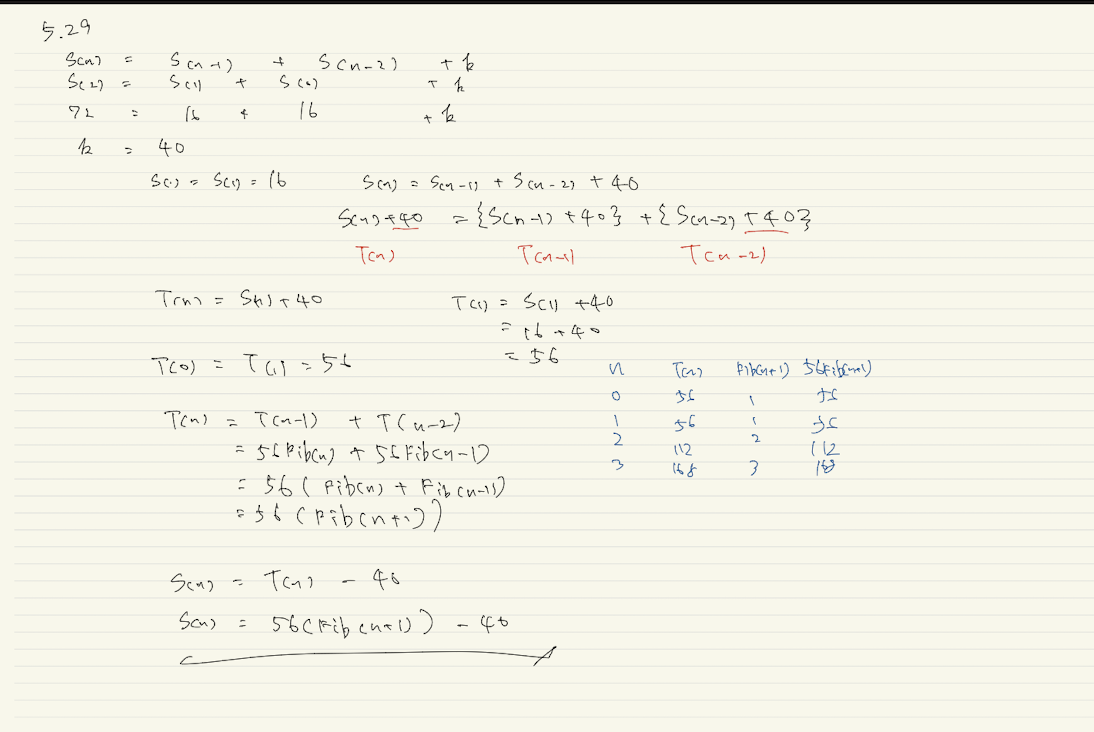 5.29
S(n) = S(n-1) + S(n-2) + k
S(2) = S(1) + S(0) + k
72 = 16 + 16 + k
k = 40
S(0) = S(1) = 16 S(n) = S(n-1) + S(n-2) + 40
S(n)+40 = {S(n-1)+40} + {S(n-2)+40}
T(n) T(n-1) T(n-2)
T(n) = S(n)+40 T(1) = S(1) +40
= 16 + 40
= 56
T(0) = T(1) = 56
n T(n) Fib(n+1) 56Fib(n+1)
0 56 1 56
1 56 1 56
2 112 2 112
3 168 3 168
T(n) = T(n-1) + T(n-2)
= 56Fib(n) + 56Fib(n-1)
= 56 ( Fib(n) + Fib(n-1))
= 56 (Fib(n+1))
S(n) = T(n) - 40
S(n) = 56(Fib(n+1)) - 40